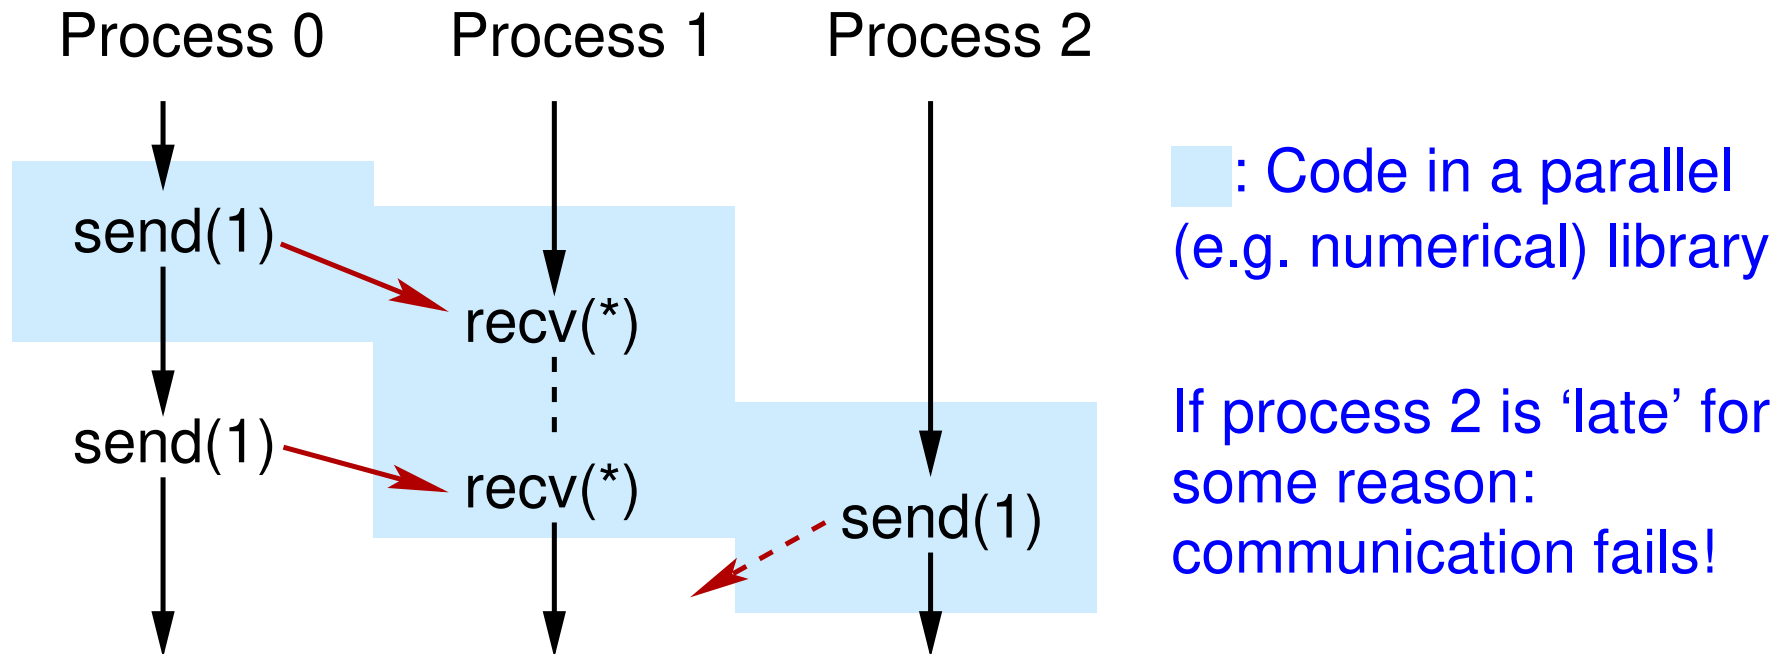 Process 0
Process 1
Process 2
send(1)
recv(*)
send(1)
recv(*)
send(1)
: Code in a parallel
(e.g. numerical) library
If process 2 is ‘late’ for
some reason:
communication fails!